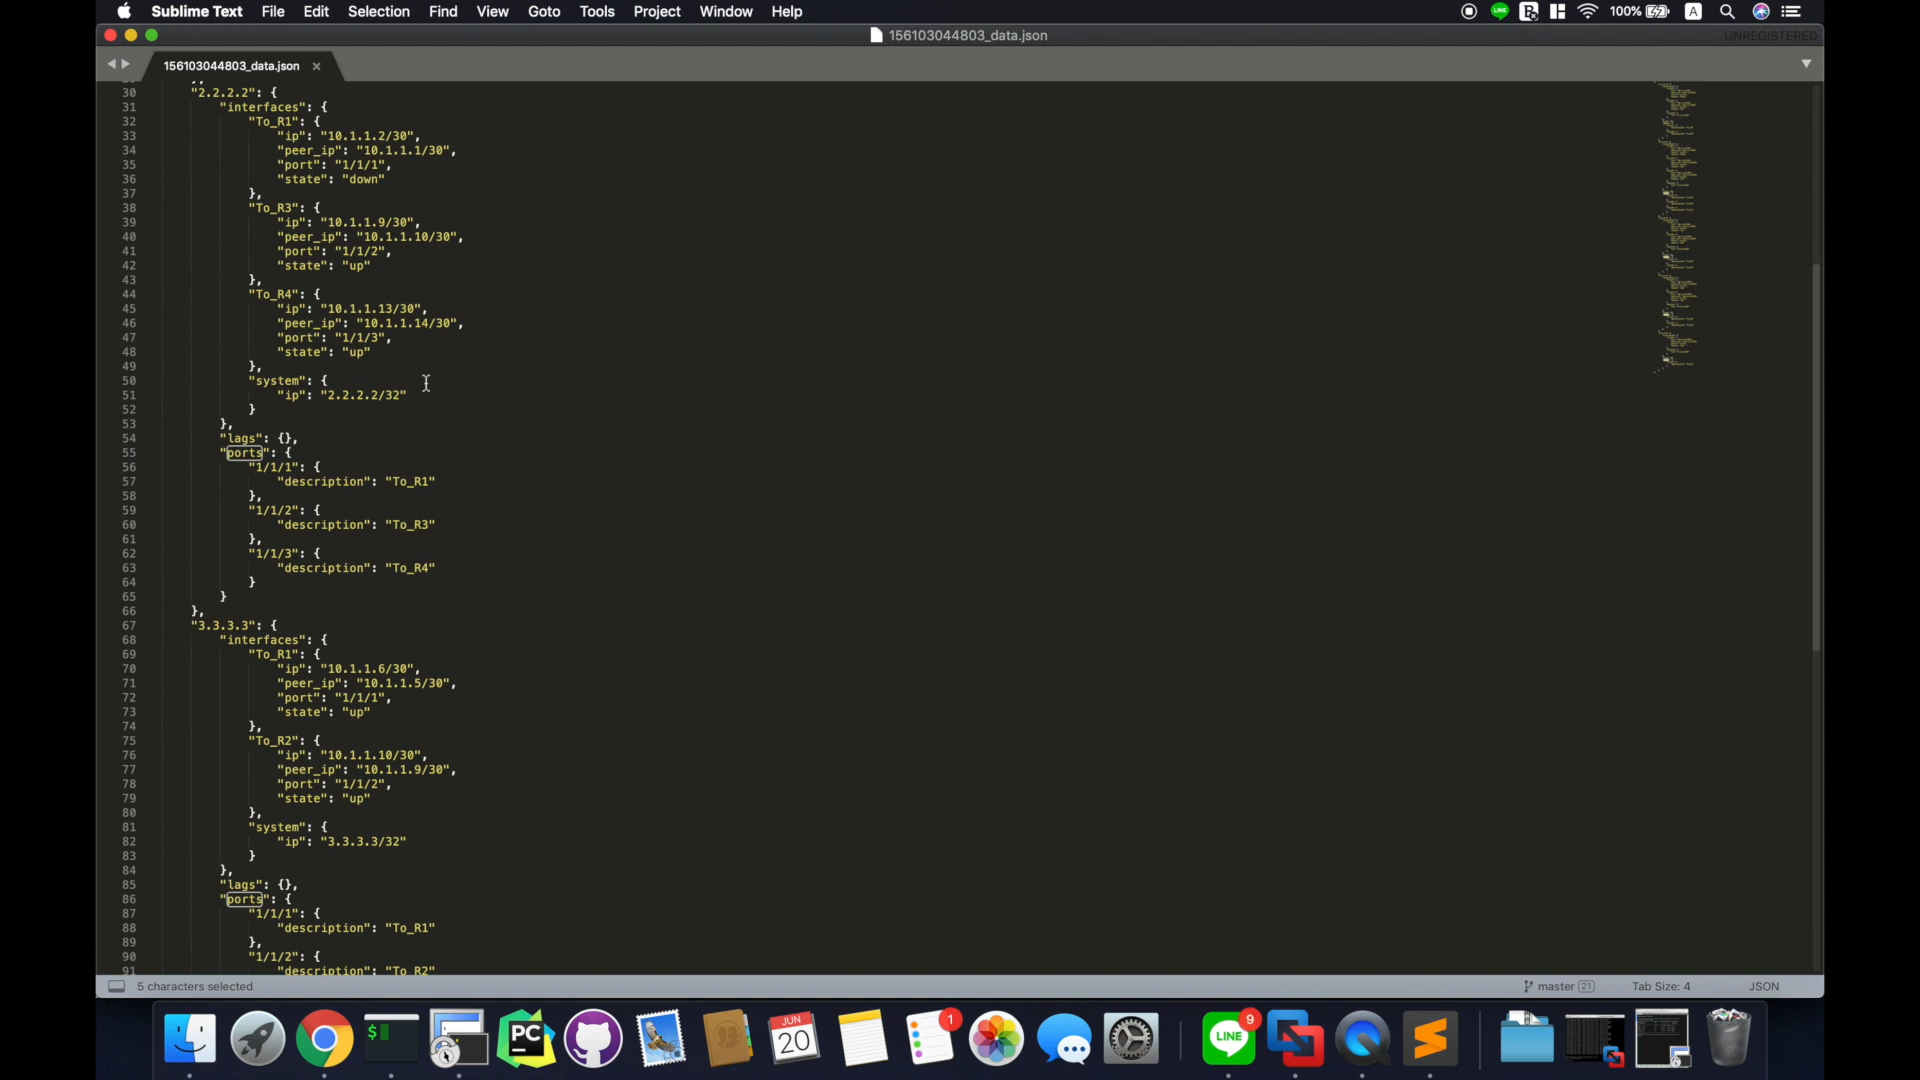 Sublime Text File Edit Selection Find View Goto Tools Project Window Help 100% A
156103044803_data.json UNREGISTERED
156103044803_data.json ×
30 "2.2.2.2": {
31 "interfaces": {
32 "To_R1": {
33 "ip": "10.1.1.2/30",
34 "peer_ip": "10.1.1.1/30",
35 "port": "1/1/1",
36 "state": "down"
37 },
38 "To_R3": {
39 "ip": "10.1.1.9/30",
40 "peer_ip": "10.1.1.10/30",
41 "port": "1/1/2",
42 "state": "up"
43 },
44 "To_R4": {
45 "ip": "10.1.1.13/30",
46 "peer_ip": "10.1.1.14/30",
47 "port": "1/1/3",
48 "state": "up"
49 },
50 "system": {
51 "ip": "2.2.2.2/32"
52 }
53 },
54 "lags": {},
55 "ports": {
56 "1/1/1": {
57 "description": "To_R1"
58 },
59 "1/1/2": {
60 "description": "To_R3"
61 },
62 "1/1/3": {
63 "description": "To_R4"
64 }
65 }
66 },
67 "3.3.3.3": {
68 "interfaces": {
69 "To_R1": {
70 "ip": "10.1.1.6/30",
71 "peer_ip": "10.1.1.5/30",
72 "port": "1/1/1",
73 "state": "up"
74 },
75 "To_R2": {
76 "ip": "10.1.1.10/30",
77 "peer_ip": "10.1.1.9/30",
78 "port": "1/1/2",
79 "state": "up"
80 },
81 "system": {
82 "ip": "3.3.3.3/32"
83 }
84 },
85 "lags": {},
86 "ports": {
87 "1/1/1": {
88 "description": "To_R1"
89 },
90 "1/1/2": {
91 "description": "To_R2"
5 characters selected master 21 Tab Size: 4 JSON
$ PC JUN 20 1 LINE 9